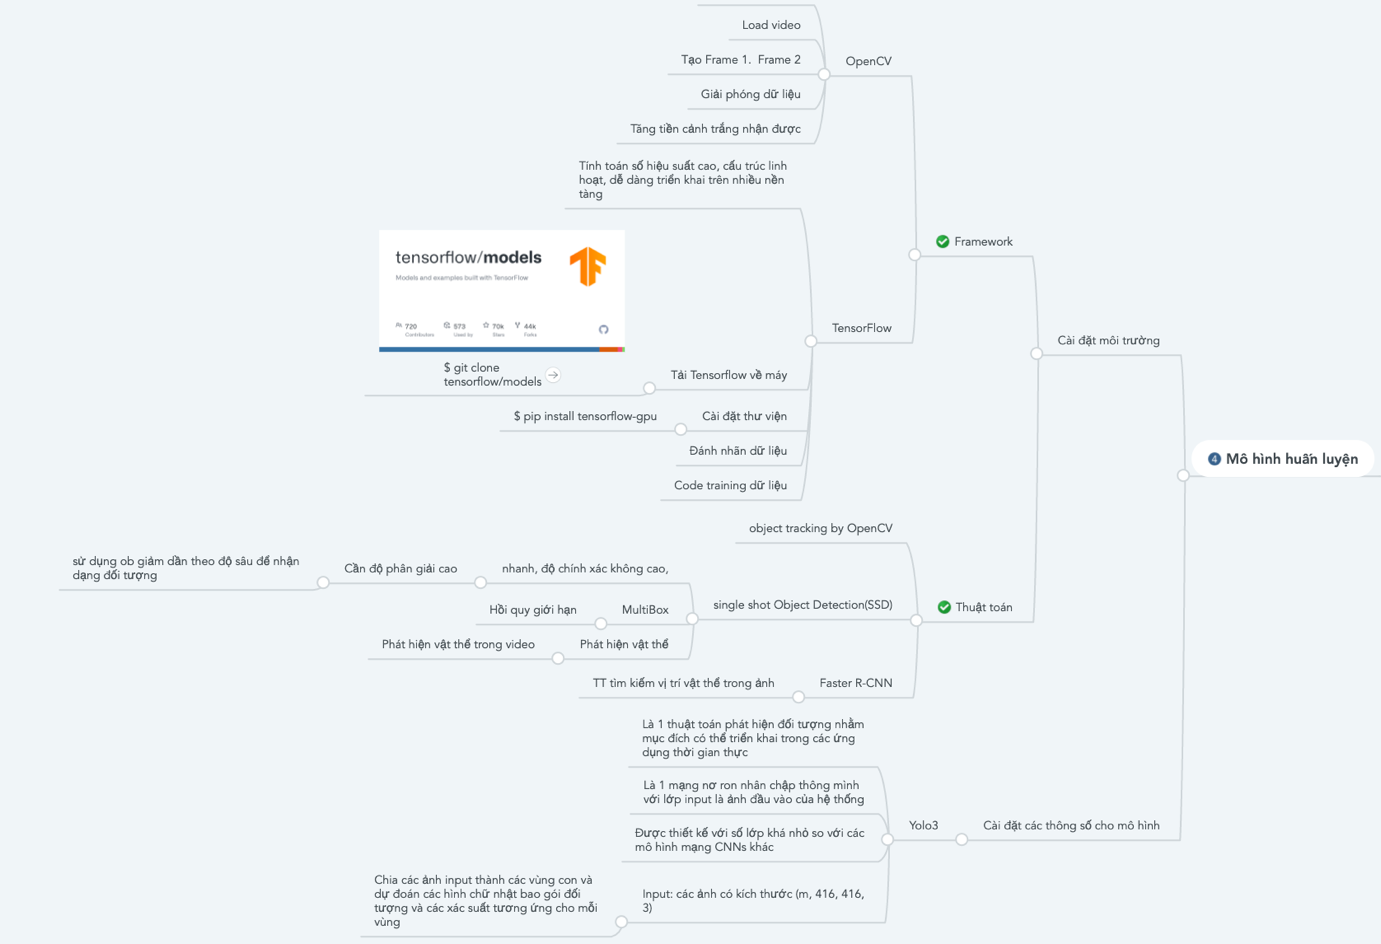 Load video
Tạo Frame 1.  Frame 2
OpenCV
Giải phóng dữ liệu
Tăng tiền cảnh trắng nhận được
Tính toán số hiệu suất cao, cấu trúc linh
hoạt, dễ dàng triển khai trên nhiều nền
tảng
Framework
tensorflow/models
Models and examples built with TensorFlow
720
Contributors
573
Used by
70k
Stars
44k
Forks
TensorFlow
Cài đặt môi trường
$ git clone
tensorflow/models
Tải Tensorflow về máy
$ pip install tensorflow-gpu
Cài đặt thư viện
Đánh nhãn dữ liệu
Code training dữ liệu
4 Mô hình huấn luyện
object tracking by OpenCV
sử dụng ob giảm dần theo độ sâu để nhận
dạng đối tượng
Cần độ phân giải cao
nhanh, độ chính xác không cao,
Hồi quy giới hạn
MultiBox
single shot Object Detection(SSD)
Thuật toán
Phát hiện vật thể trong video
Phát hiện vật thể
TT tìm kiếm vị trí vật thể trong ảnh
Faster R-CNN
Là 1 thuật toán phát hiện đối tượng nhằm
mục đích có thể triển khai trong các ứng
dụng thời gian thực
Là 1 mạng nơ ron nhân chập thông mình
với lớp input là ảnh đầu vào của hệ thống
Yolo3
Cài đặt các thông số cho mô hình
Được thiết kế với số lớp khá nhỏ so với các
mô hình mạng CNNs khác
Chia các ảnh input thành các vùng con và
dự đoán các hình chữ nhật bao gói đối
tượng và các xác suất tương ứng cho mỗi
vùng
Input: các ảnh có kích thước (m, 416, 416,
3)